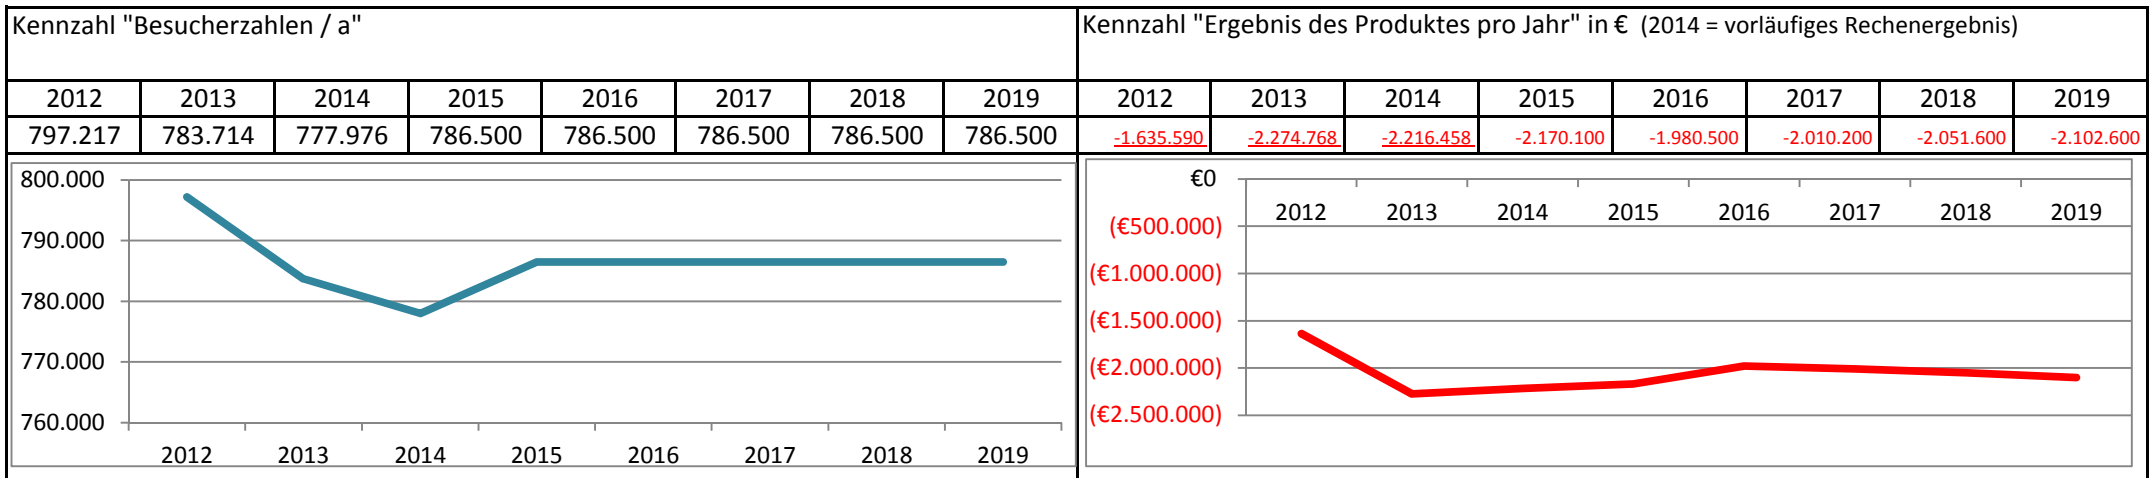 Kennzahl "Besucherzahlen / a"
2012 2013 2014 2015 2016 2017 2018 2019
797.217 783.714 777.976 786.500 786.500 786.500 786.500 786.500
800.000
790.000
780.000
770.000
760.000
2012 2013 2014 2015 2016 2017 2018 2019
Kennzahl "Ergebnis des Produktes pro Jahr" in € (2014 = vorläufiges Rechenergebnis)
2012 2013 2014 2015 2016 2017 2018 2019
-1.635.590 -2.274.768 -2.216.458 -2.170.100 -1.980.500 -2.010.200 -2.051.600 -2.102.600
€0
2012 2013 2014 2015 2016 2017 2018 2019
(€500.000)
(€1.000.000)
(€1.500.000)
(€2.000.000)
(€2.500.000)